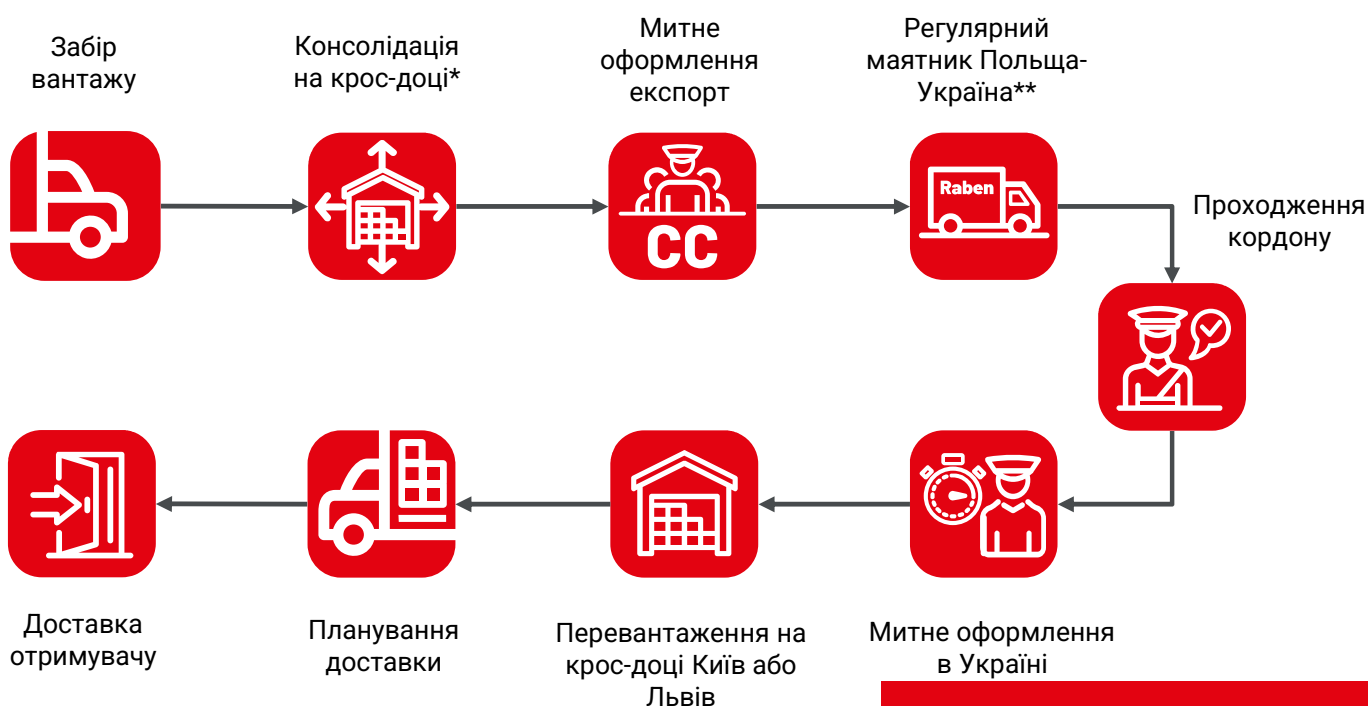 Забір
вантажу
Консолідація
на крос-доці*
Митне
оформлення
експорт
Регулярний
маятник Польща-
Україна**
CC
Raben
Проходження
кордону
Доставка
отримувачу
Планування
доставки
Перевантаження на
крос-доці Київ або
Львів
Митне оформлення
в Україні